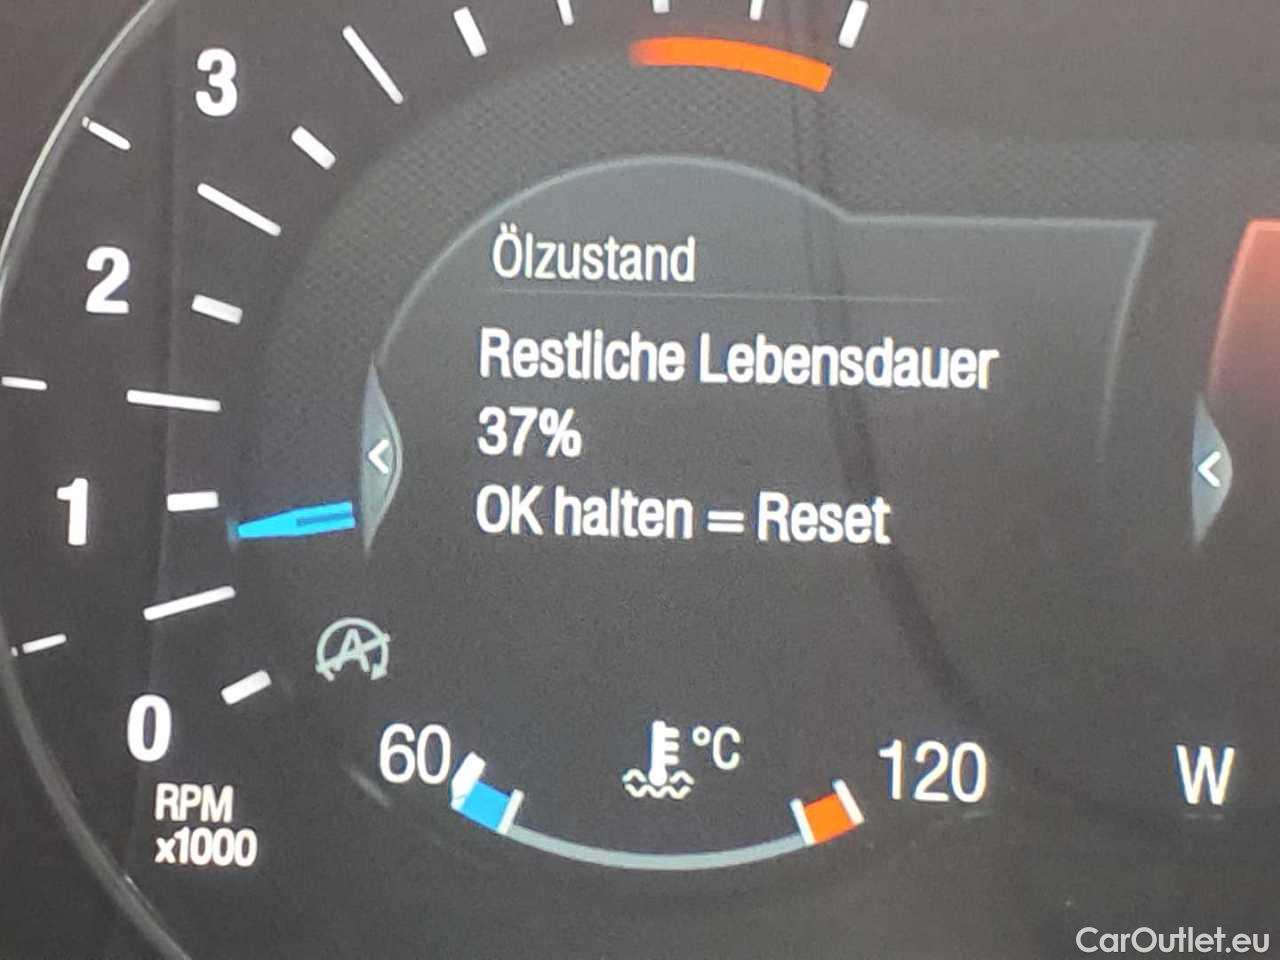 3
2
1
0
RPM
x1000
Ölzustand
Restliche Lebensdauer
37%
OK halten = Reset
60
°C
120
W
CarOutlet.eu